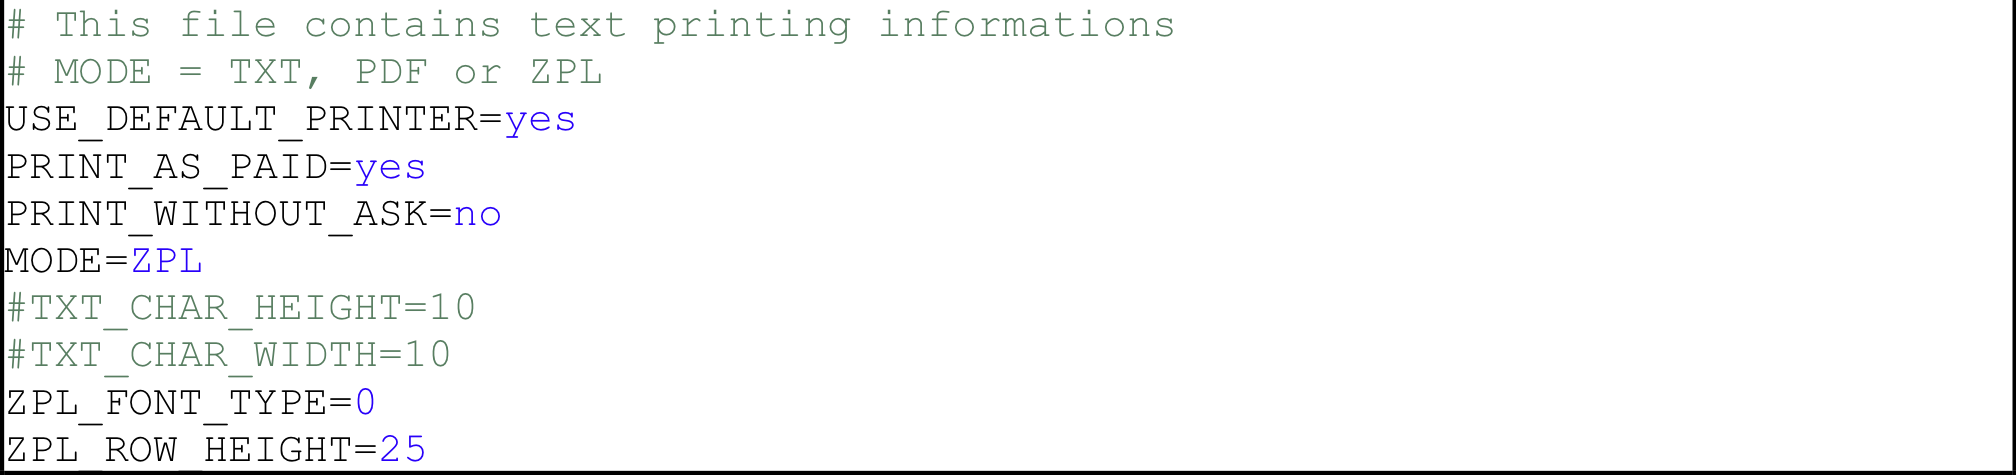 # This file contains text printing informations
# MODE = TXT, PDF or ZPL
USE_DEFAULT_PRINTER=yes
PRINT_AS_PAID=yes
PRINT_WITHOUT_ASK=no
MODE=ZPL
#TXT_CHAR_HEIGHT=10
#TXT_CHAR_WIDTH=10
ZPL_FONT_TYPE=0
ZPL_ROW_HEIGHT=25